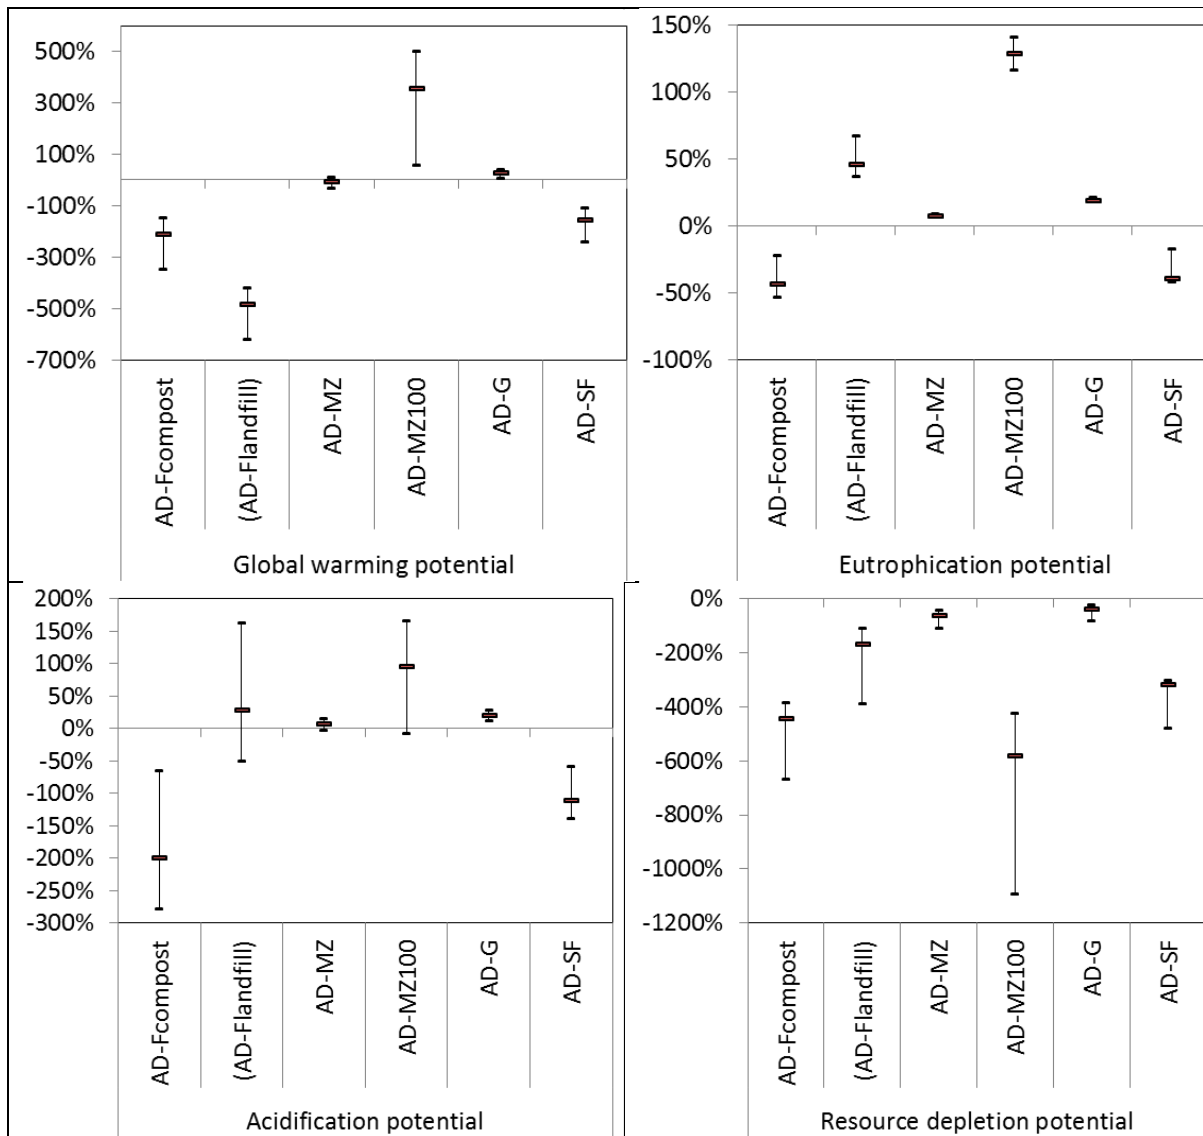 500%
300%
100%
-100%
-300%
-500%
-700%
AD-Fcompost
(AD-Flandfill)
AD-MZ
AD-MZ100
AD-G
AD-SF
Global warming potential
150%
100%
50%
0%
-50%
-100%
AD-Fcompost
(AD-Flandfill)
AD-MZ
AD-MZ100
AD-G
AD-SF
Eutrophication potential
200%
150%
100%
50%
0%
-50%
-100%
-150%
-200%
-250%
-300%
AD-Fcompost
(AD-Flandfill)
AD-MZ
AD-MZ100
AD-G
AD-SF
Acidification potential
0%
-200%
-400%
-600%
-800%
-1000%
-1200%
AD-Fcompost
(AD-Flandfill)
AD-MZ
AD-MZ100
AD-G
AD-SF
Resource depletion potential